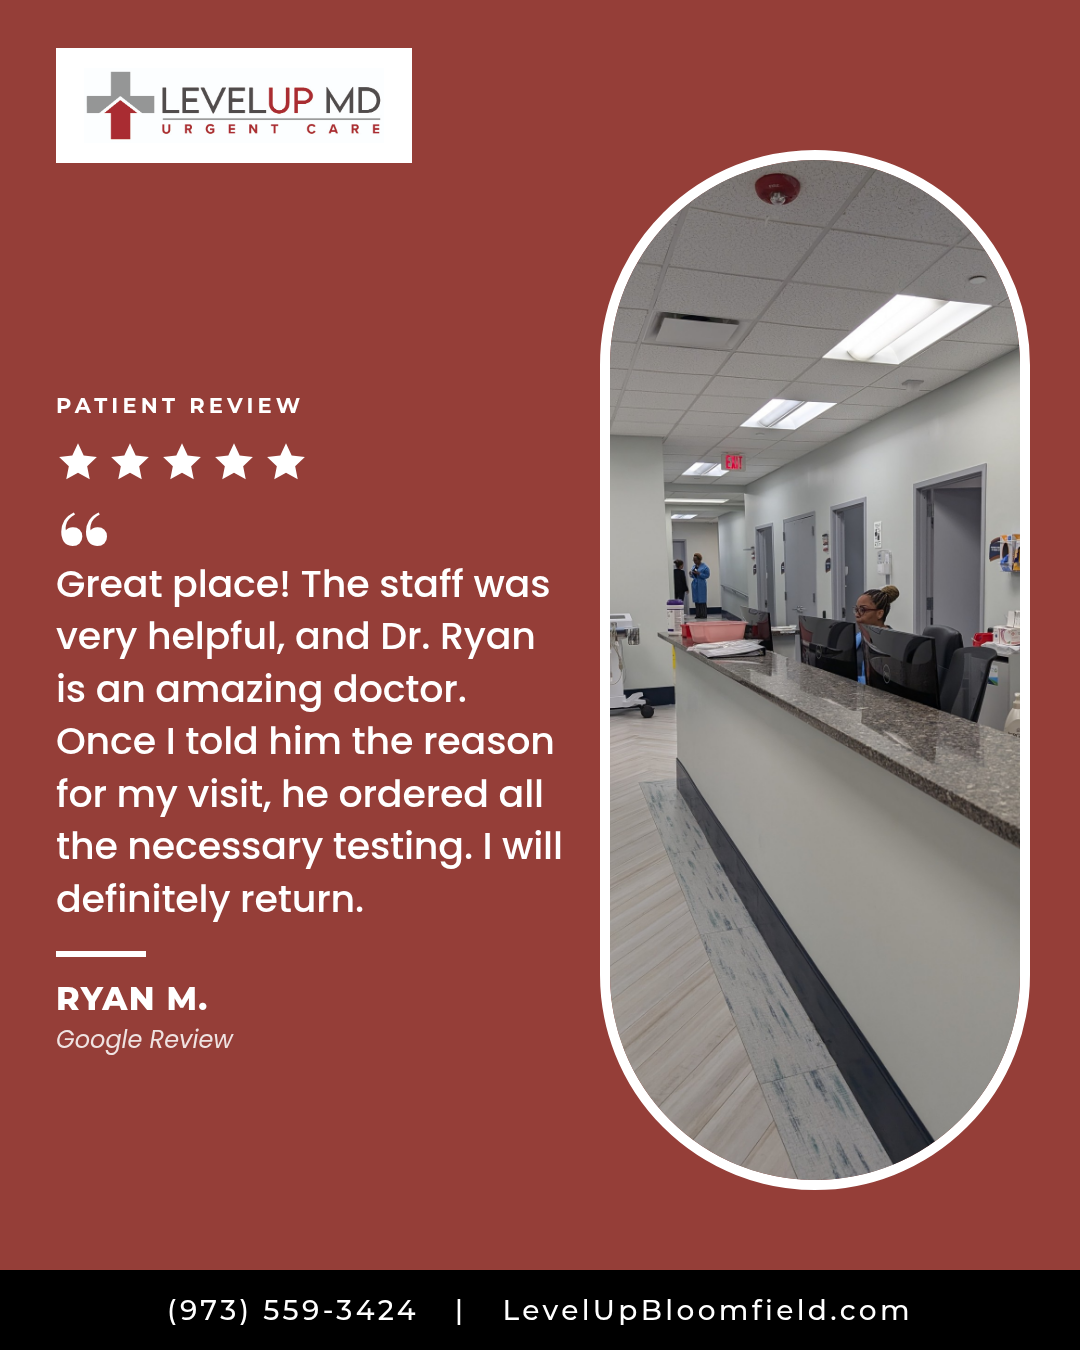 LEVELUP MD
URGENT CARE
PATIENT REVIEW
Great place! The staff was
very helpful, and Dr. Ryan
is an amazing doctor.
Once I told him the reason
for my visit, he ordered all
the necessary testing. I will
definitely return.
RYAN M.
Google Review
EXIT
(973) 559-3424 | LevelUpBloomfield.com